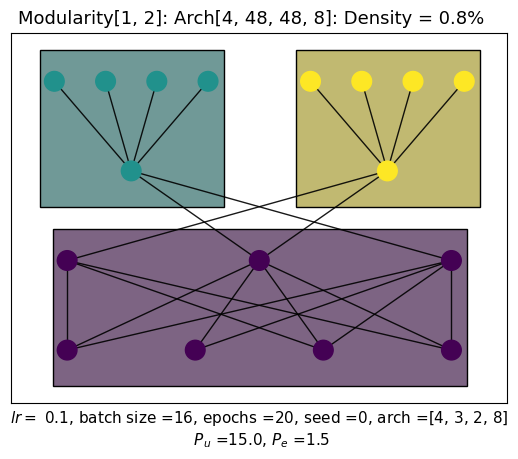 Modularity[1, 2]: Arch[4, 48, 48, 8]: Density = 0.8%
lr = 0.1, batch size =16, epochs =20, seed =0, arch =[4, 3, 2, 8]
P_u =15.0, P_e =1.5